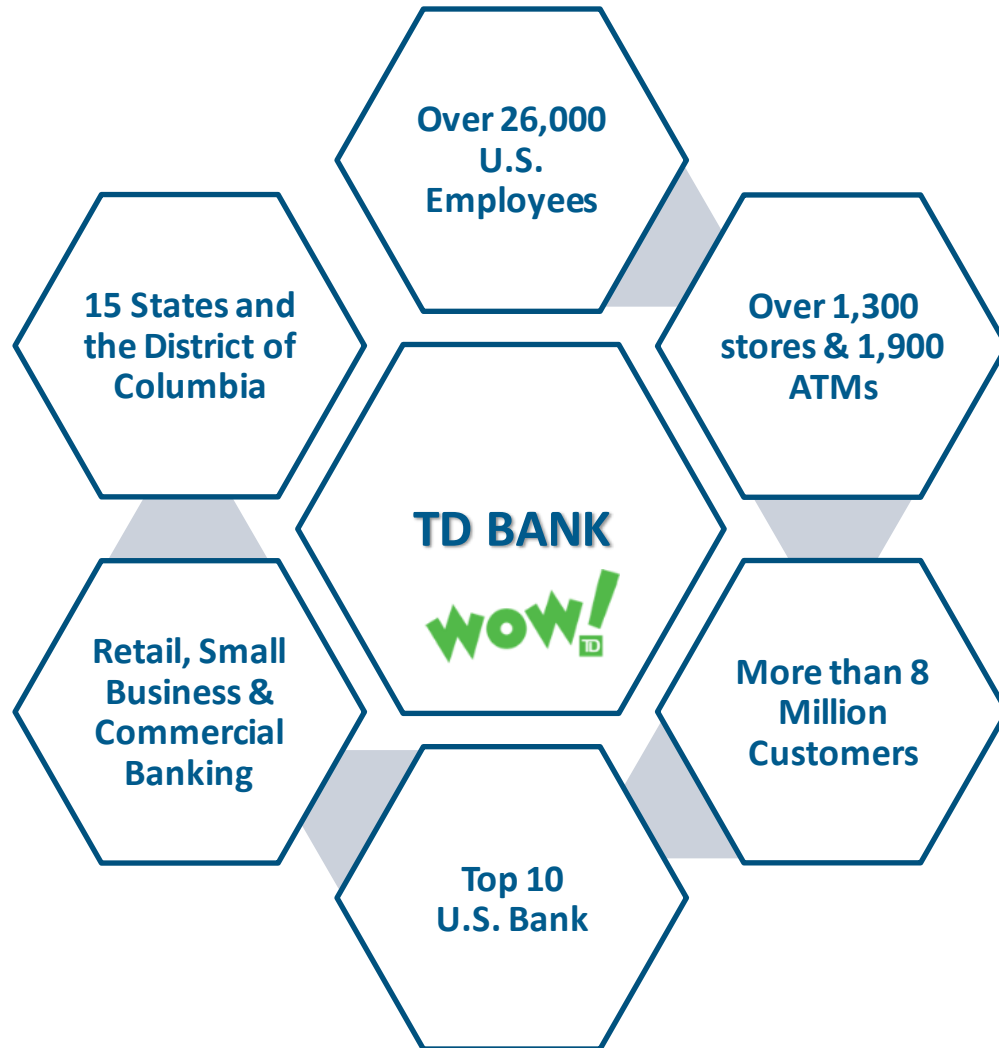 Over 26,000
U.S.
Employees
15 States and
the District of
Columbia
Over 1,300
stores & 1,900
ATMs
TD BANK
WOW!
TD
Retail, Small
Business &
Commercial
Banking
More than 8
Million
Customers
Top 10
U.S. Bank